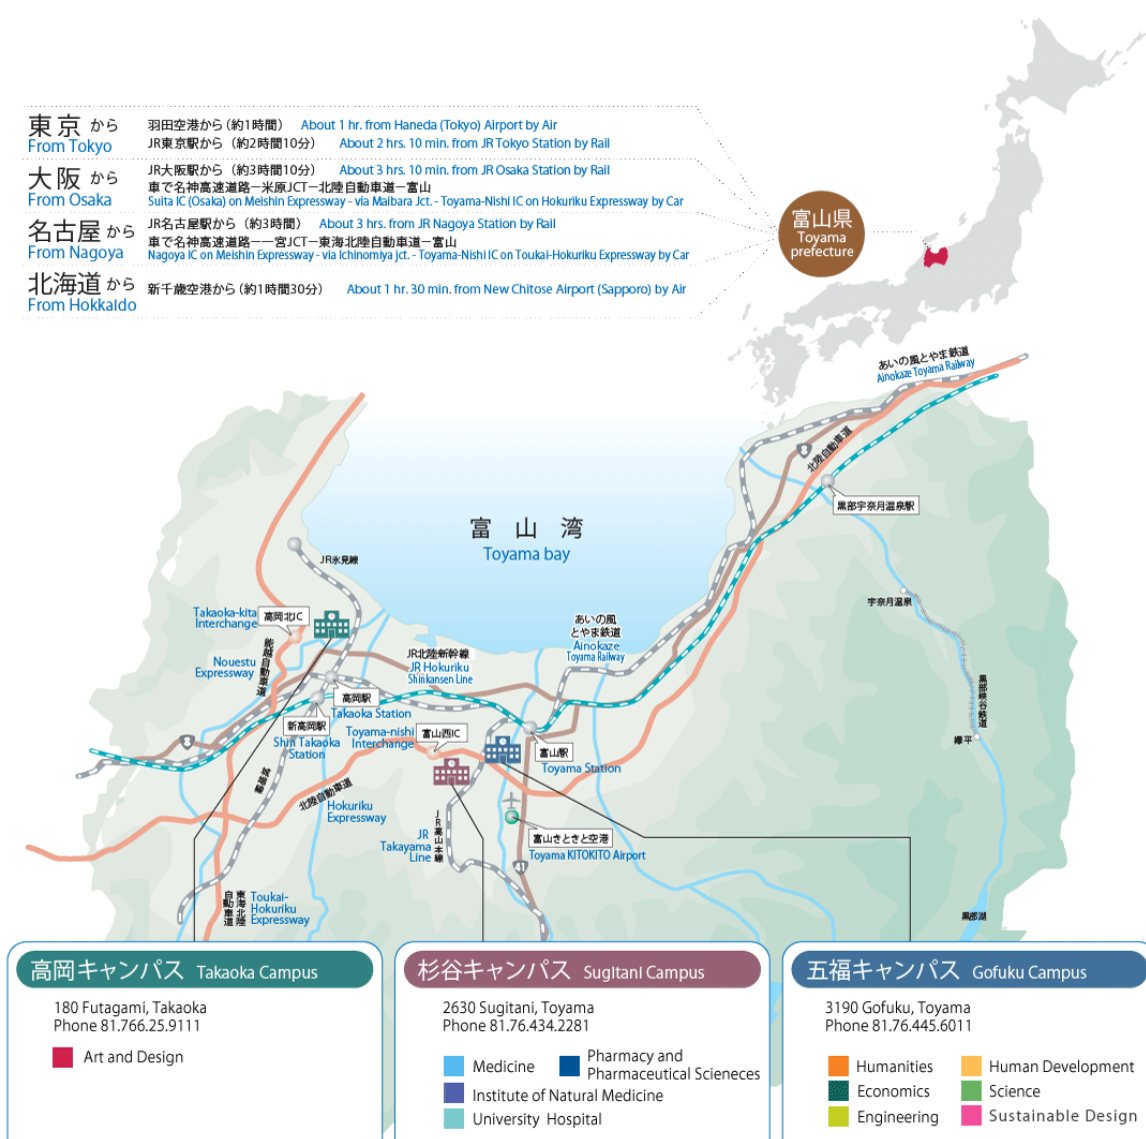 東京 から
From Tokyo
羽田空港から（約1時間） About 1 hr. from Haneda (Tokyo) Airport by Air
JR東京駅から（約2時間10分） About 2 hrs. 10 min. from JR Tokyo Station by Rail
大阪 から
From Osaka
JR大阪駅から（約3時間10分） About 3 hrs. 10 min. from JR Osaka Station by Rail
車で名神高速道路ー米原JCTー北陸自動車道ー富山
Suita IC (Osaka) on Meishin Expressway - via Maibara Jct. - Toyama-Nishi IC on Hokuriku Expressway by Car
名古屋 から
From Nagoya
JR名古屋駅から（約3時間） About 3 hrs. from JR Nagoya Station by Rail
車で名神高速道路ー一宮JCTー東海北陸自動車道ー富山
Nagoya IC on Meishin Expressway - via Ichinomiya jct. - Toyama-Nishi IC on Toukai-Hokuriku Expressway by Car
北海道 から
From Hokkaido
新千歳空港から（約1時間30分） About 1 hr. 30 min. from New Chitose Airport (Sapporo) by Air
富山県
Toyama
prefecture
あいの風とやま鉄道
Ainokaze Toyama Railway
8
北陸自動車道
黒部宇奈月温泉駅
富山湾
Toyama bay
JR氷見線
宇奈月温泉
Takaoka-kita
Interchange
高岡北IC
能越自動車道
Nouestu
Expressway
あいの風
とやま鉄道
Ainokaze
Toyama Railway
JR北陸新幹線
JR Hokuriku
Shinkansen Line
黒部峡谷鉄道
欅平
高岡駅
Takaoka Station
新高岡駅
Shin Takaoka
Station
Toyama-nishi
Interchange
富山西IC
富山駅
Toyama Station
8
城端線
北陸自動車道
Hokuriku
Expressway
JR高山本線
JR
Takayama
Line
富山きときと空港
Toyama KITOKITO Airport
41
東海北陸
自動車道
Toukai-
Hokuriku
Expressway
黒部湖
高岡キャンパス Takaoka Campus
180 Futagami, Takaoka
Phone 81.766.25.9111
Art and Design
杉谷キャンパス Sugitani Campus
2630 Sugitani, Toyama
Phone 81.76.434.2281
Medicine
Pharmacy and
Pharmaceutical Scieneces
Institute of Natural Medicine
University Hospital
五福キャンパス Gofuku Campus
3190 Gofuku, Toyama
Phone 81.76.445.6011
Humanities
Human Development
Economics
Science
Engineering
Sustainable Design